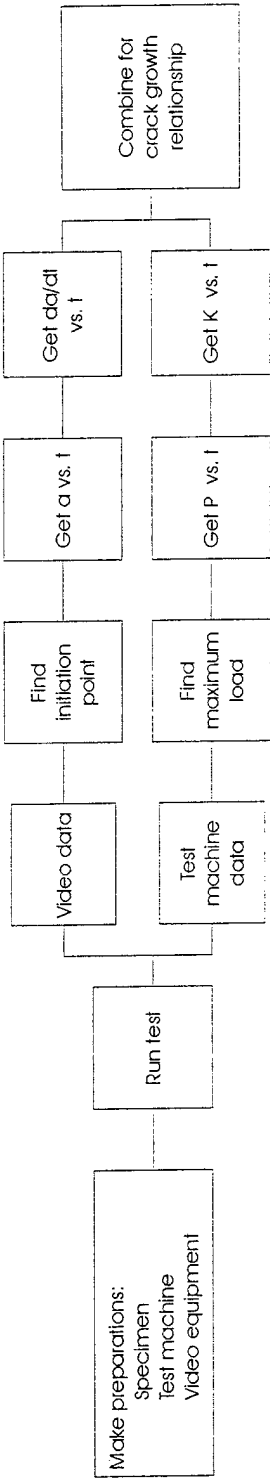 Make preparations:
Specimen
Test machine
Video equipment
Run test
Video data
Find
initiation
point
Get a vs. t
Get da/dt
vs. t
Test
machine
data
Find
maximum
load
Get P vs. t
Get K vs. t
Combine for
crack growth
relationship